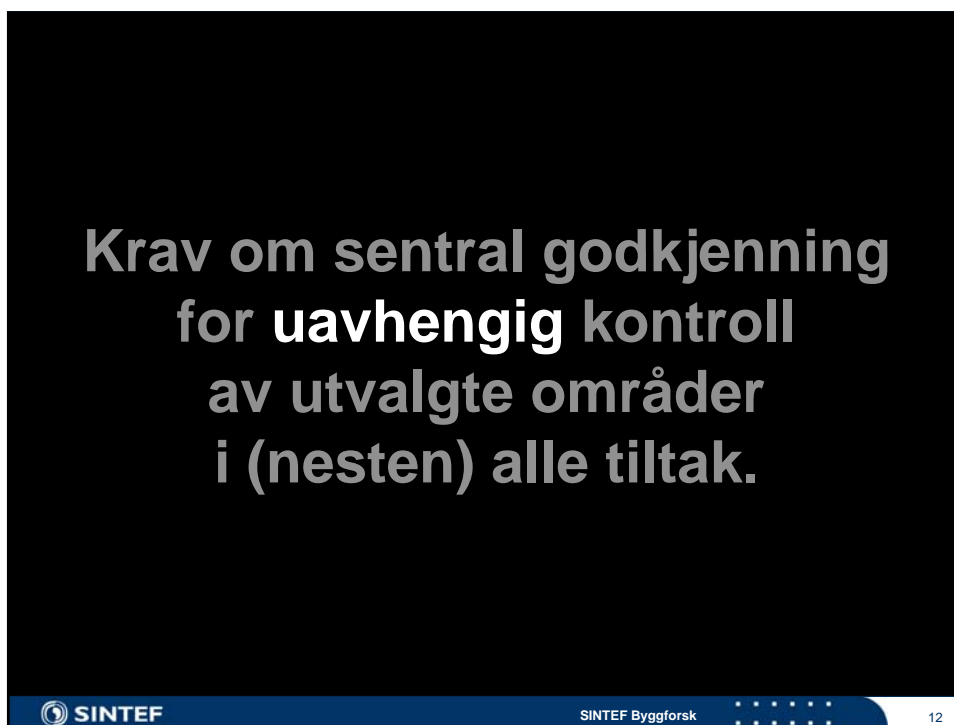 Krav om sentral godkjenning
for uavhengig kontroll
av utvalgte områder
i (nesten) alle tiltak.
SINTEF
SINTEF Byggforsk
12